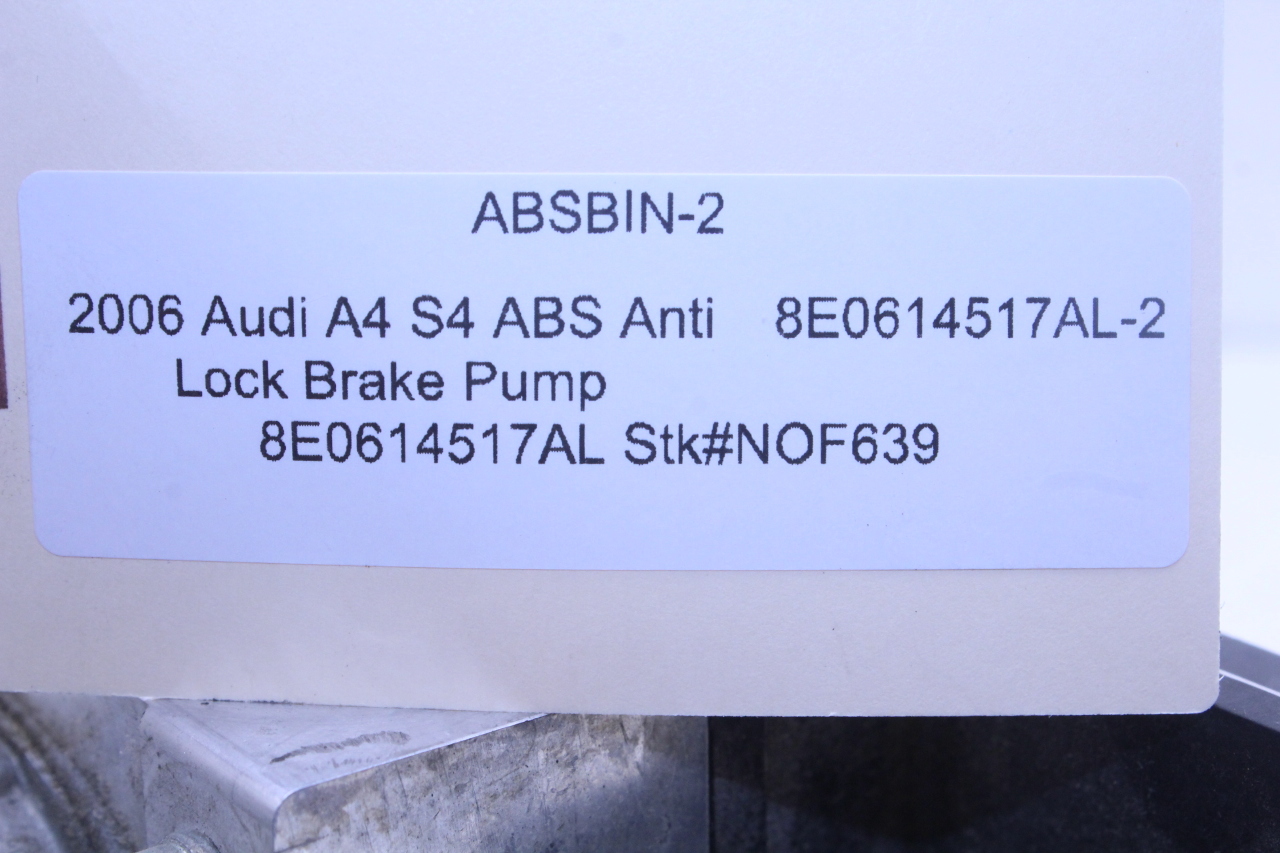 ABSBIN-2
2006 Audi A4 S4 ABS Anti 8E0614517AL-2
Lock Brake Pump
8E0614517AL Stk#NOF639